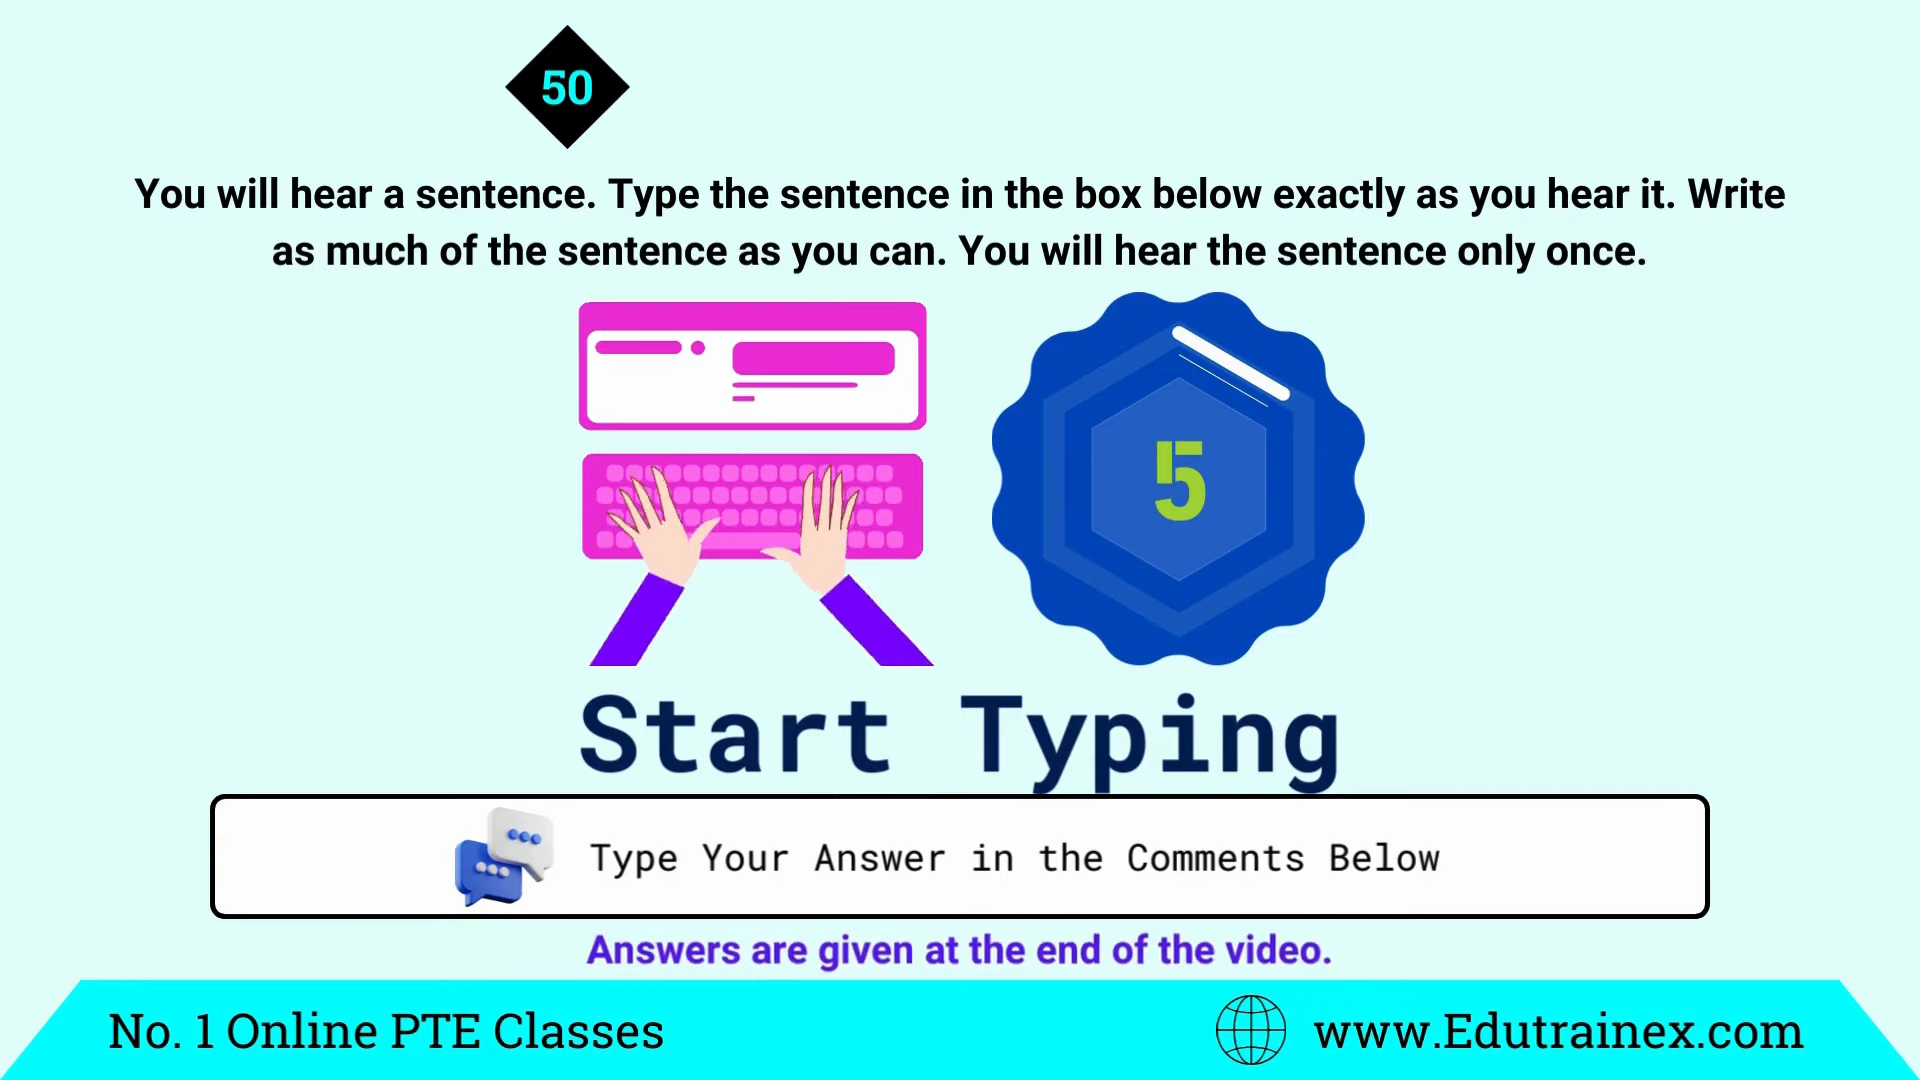 50
You will hear a sentence. Type the sentence in the box below exactly as you hear it. Write
as much of the sentence as you can. You will hear the sentence only once.
5
Start Typing
Type Your Answer in the Comments Below
Answers are given at the end of the video.
No. 1 Online PTE Classes
www.Edutrainex.com